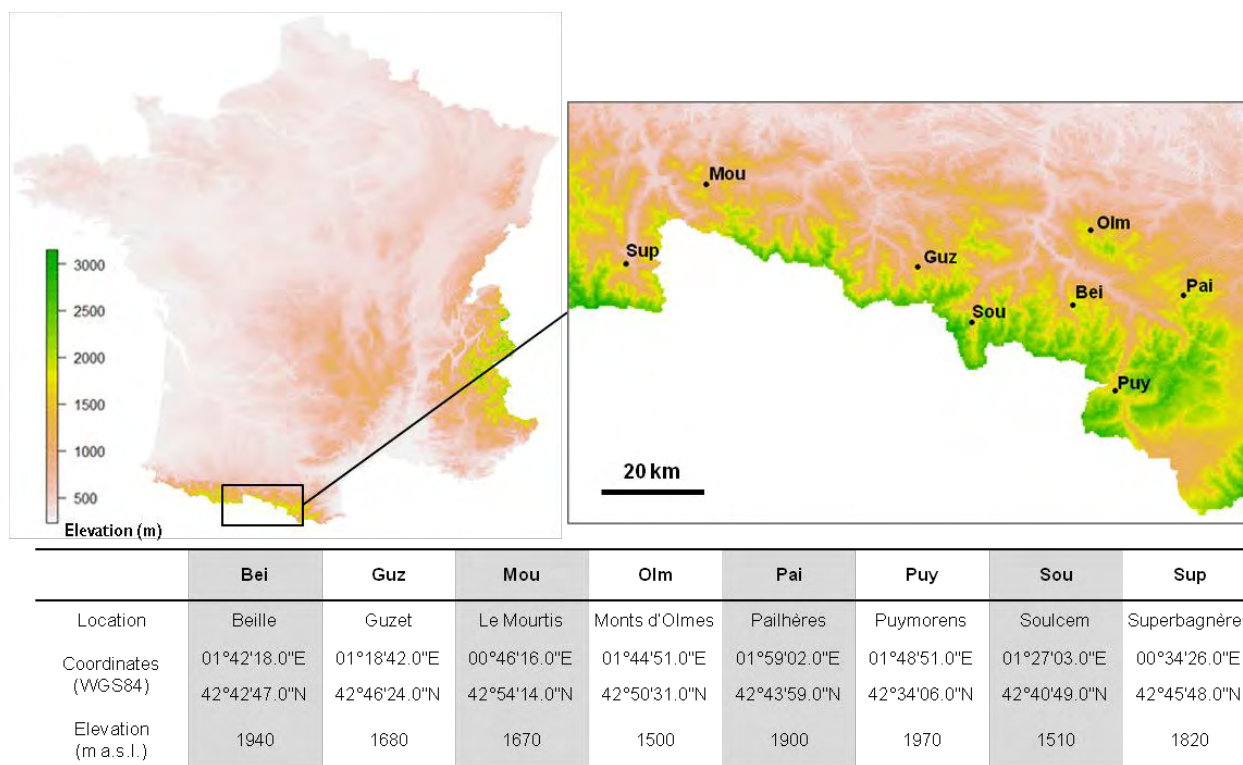 3000
2500
2000
1500
1000
500
Elevation (m)
Mou
Olm
Sup
Guz
Bei
Pai
Sou
Puy
20 km
Bei Guz Mou Olm Pai Puy Sou Sup
Location Beille Guzet Le Mourtis Monts d'Olmes Pailhères Puymorens Soulcem Superbagnères
Coordinates (WGS84) 01°42'18.0"E 01°18'42.0"E 00°46'16.0"E 01°44'51.0"E 01°59'02.0"E 01°48'51.0"E 01°27'03.0"E 00°34'26.0"E
42°42'47.0"N 42°46'24.0"N 42°54'14.0"N 42°50'31.0"N 42°43'59.0"N 42°34'06.0"N 42°40'49.0"N 42°45'48.0"N
Elevation (m a.s.l.) 1940 1680 1670 1500 1900 1970 1510 1820